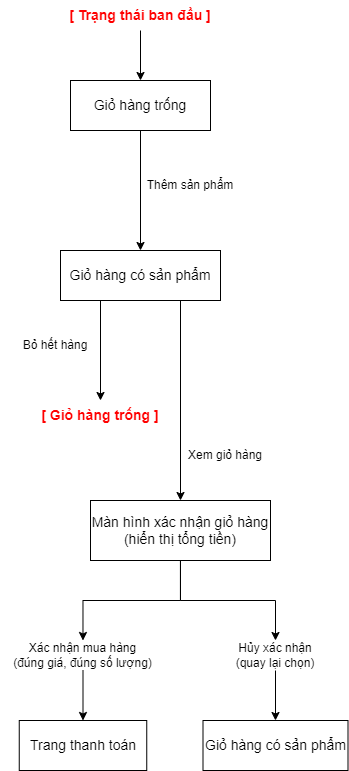 [ Trạng thái ban đầu ]
Giỏ hàng trống
Thêm sản phẩm
Giỏ hàng có sản phẩm
Bỏ hết hàng
[ Giỏ hàng trống ]
Xem giỏ hàng
Màn hình xác nhận giỏ hàng
(hiển thị tổng tiền)
Xác nhận mua hàng
(đúng giá, đúng số lượng)
Hủy xác nhận
(quay lại chọn)
Trang thanh toán
Giỏ hàng có sản phẩm